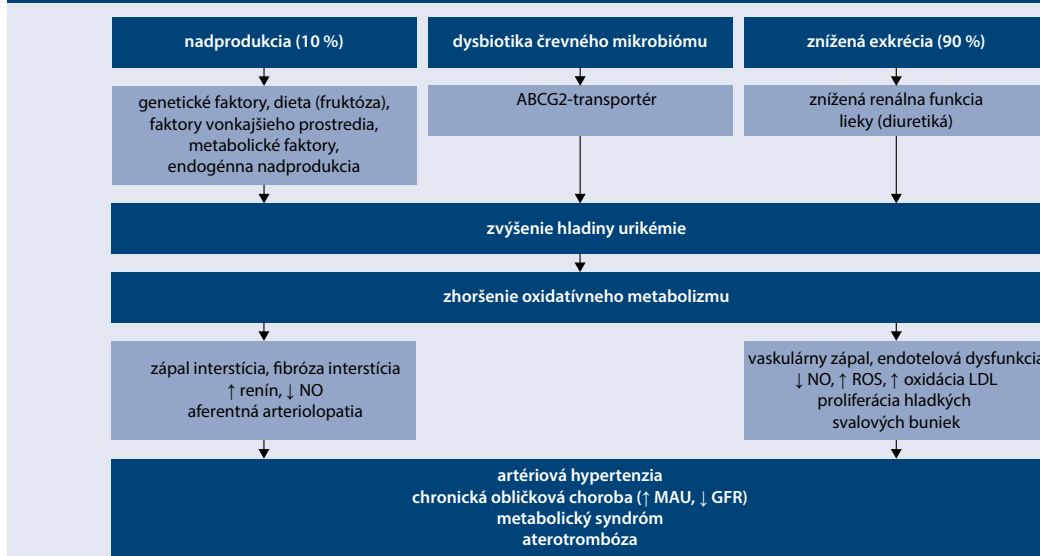 nadprodukcia (10 %)
dysbiotika črevného mikrobiómu
znížená exkrécia (90 %)
genetické faktory, dieta (fruktóza),
faktory vonkajšieho prostredia,
metabolické faktory,
endogénna nadprodukcia
ABCG2-transportér
znížená renálna funkcia
lieky (diuretiká)
zvýšenie hladiny urikémie
zhoršenie oxidatívneho metabolizmu
zápal interstícia, fibróza interstícia
↑ renín, ↓ NO
aferentná arteriolopatia
vaskulárny zápal, endotelová dysfunkcia
↓ NO, ↑ ROS, ↑ oxidácia LDL
proliferácia hladkých
svalových buniek
artériová hypertenzia
chronická obličková choroba (↑ MAU, ↓ GFR)
metabolický syndróm
aterotrombóza